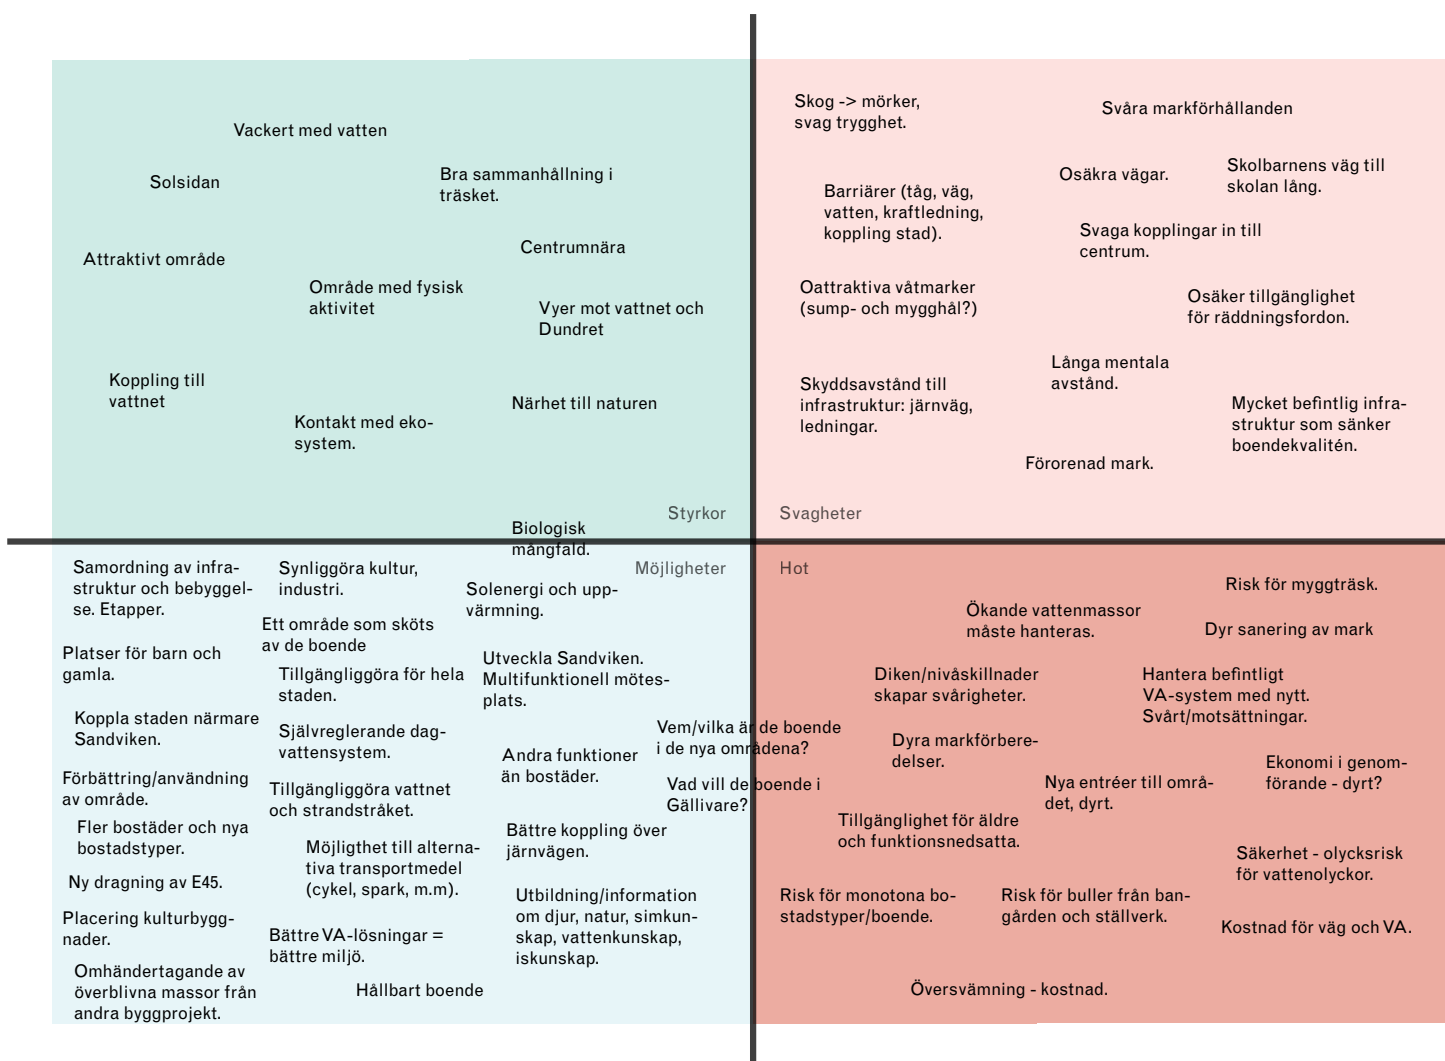 Vackert med vatten
Solsidan
Bra sammanhållning i
träsket.
Attraktivt område
Centrumnära
Område med fysisk
aktivitet
Vyer mot vattnet och
Dundret
Koppling till
vattnet
Närhet till naturen
Kontakt med eko-
system.
Styrkor
Biologisk
mångfald.
Skog -> mörker,
svag trygghet.
Svåra markförhållanden
Osäkra vägar.
Skolbarnens väg till
skolan lång.
Barriärer (tåg, väg,
vatten, kraftledning,
koppling stad).
Svaga kopplingar in till
centrum.
Oattraktiva våtmarker
(sump- och mygghål?)
Osäker tillgänglighet
för räddningsfordon.
Långa mentala
avstånd.
Skyddsavstånd till
infrastruktur: järnväg,
ledningar.
Mycket befintlig infra-
struktur som sänker
boendekvalitén.
Förorenad mark.
Svagheter
Möjligheter
Samordning av infra-
struktur och bebyggel-
se. Etapper.
Synliggöra kultur,
industri.
Solenergi och upp-
värmning.
Ett område som sköts
av de boende
Platser för barn och
gamla.
Tillgängliggöra för hela
staden.
Utveckla Sandviken.
Multifunktionell mötes-
plats.
Koppla staden närmare
Sandviken.
Självreglerande dag-
vattensystem.
Vem/vilka är de boende
i de nya områdena?
Andra funktioner
än bostäder.
Förbättring/användning
av område.
Tillgängliggöra vattnet
och strandstråket.
Vad vill de boende i
Gällivare?
Fler bostäder och nya
bostadstyper.
Bättre koppling över
järnvägen.
Möjligthet till alterna-
tiva transportmedel
(cykel, spark, m.m).
Ny dragning av E45.
Utbildning/information
om djur, natur, simkun-
skap, vattenkunskap,
iskunskap.
Placering kulturbygg-
nader.
Bättre VA-lösningar =
bättre miljö.
Omhändertagande av
överblivna massor från
andra byggprojekt.
Hållbart boende
Hot
Risk för myggträsk.
Ökande vattenmassor
måste hanteras.
Dyr sanering av mark
Diken/nivåskillnader
skapar svårigheter.
Hantera befintligt
VA-system med nytt.
Svårt/motsättningar.
Dyra markförbere-
delser.
Ekonomi i genom-
förande - dyrt?
Nya entréer till områ-
det, dyrt.
Tillgänglighet för äldre
och funktionsnedsatta.
Säkerhet - olycksrisk
för vattenolyckor.
Risk för monotona bo-
stadstyper/boende.
Risk för buller från ban-
gården och ställverk.
Kostnad för väg och VA.
Översvämning - kostnad.